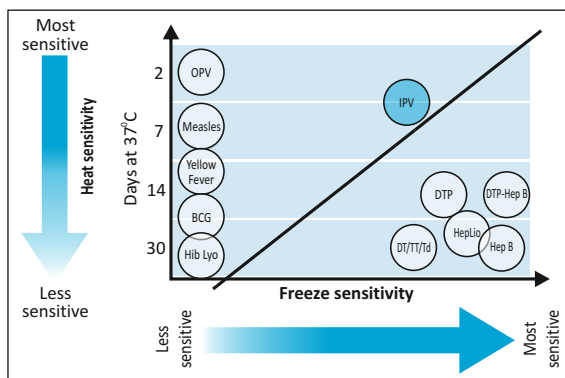 Most
sensitive
Heat sensitivity
Less
sensitive
Days at 37⁰C
2
7
14
30
OPV
Measles
Yellow
Fever
BCG
Hib Lyo
IPV
DTP
DTP-Hep B
HepLio
DT/TT/Td
Hep B
Freeze sensitivity
Less
sensitive
Most
sensitive